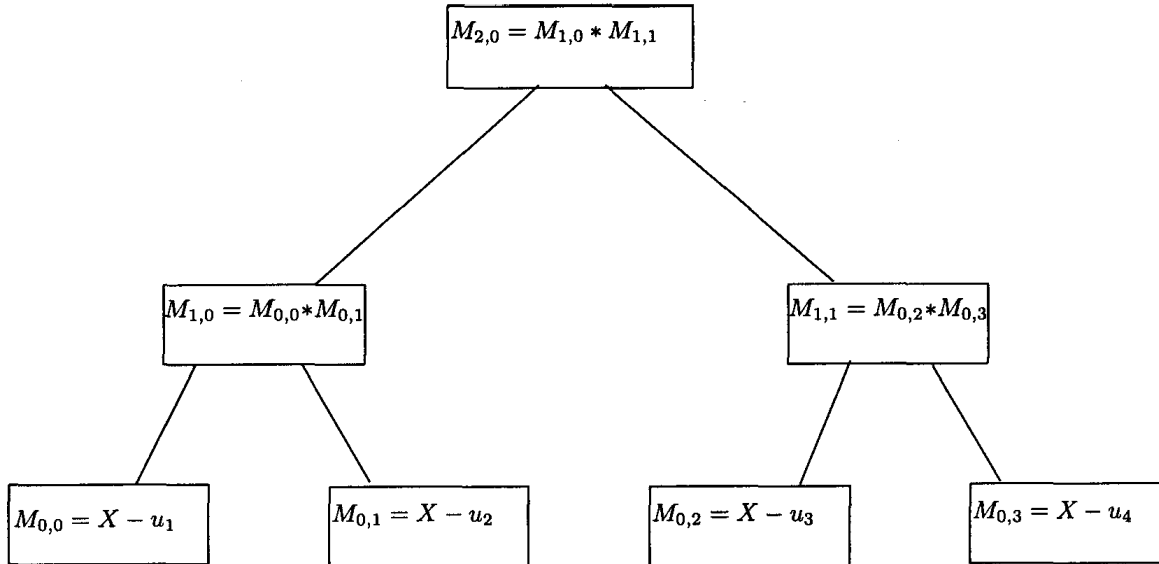 M_{2,0} = M_{1,0} * M_{1,1}
M_{1,0} = M_{0,0}*M_{0,1}
M_{1,1} = M_{0,2}*M_{0,3}
M_{0,0} = X − u_1
M_{0,1} = X − u_2
M_{0,2} = X − u_3
M_{0,3} = X − u_4